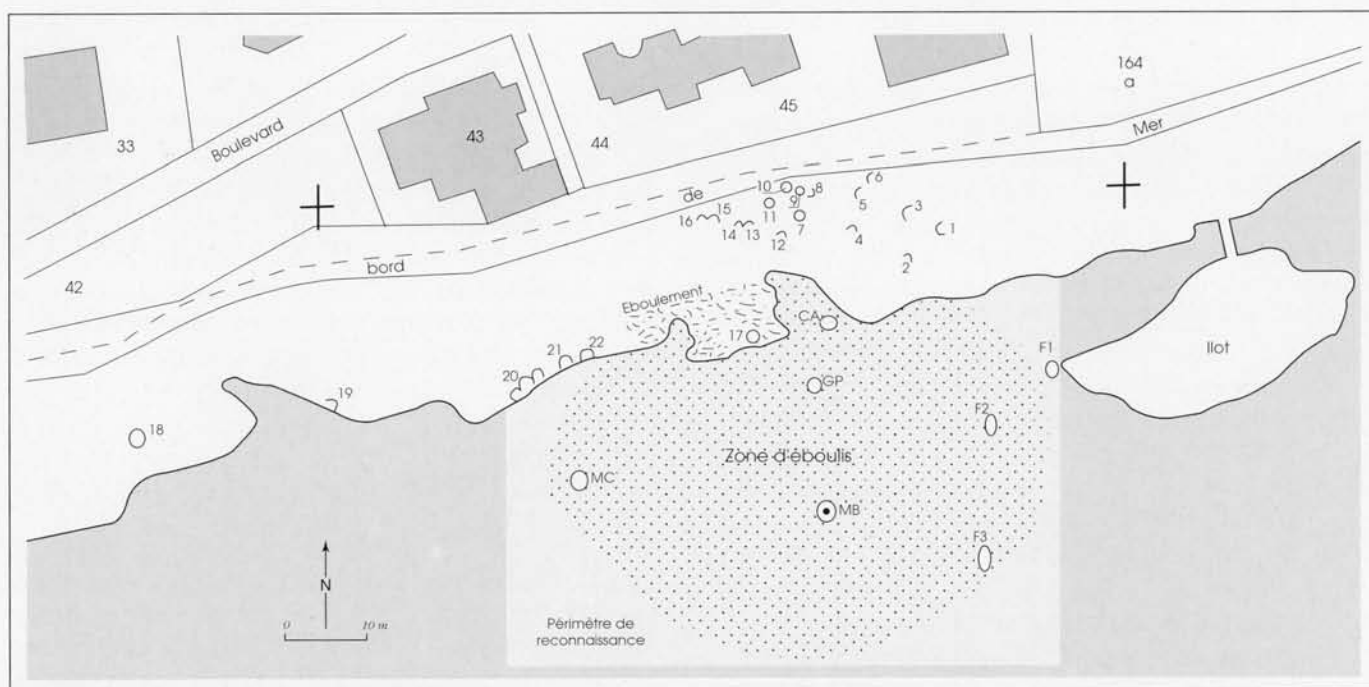 164
a
33
Boulevard
43
44
45
Mer
de
bord
42
10
8
6
9
5
3
11
7
1
15
16
14
13
12
4
2
Eboulement
17
CA
22
21
20
19
18
GP
F1
Ilot
F2
Zone d'éboulis
MC
MB
F3
N
0 10 m
Périmètre de
reconnaissance